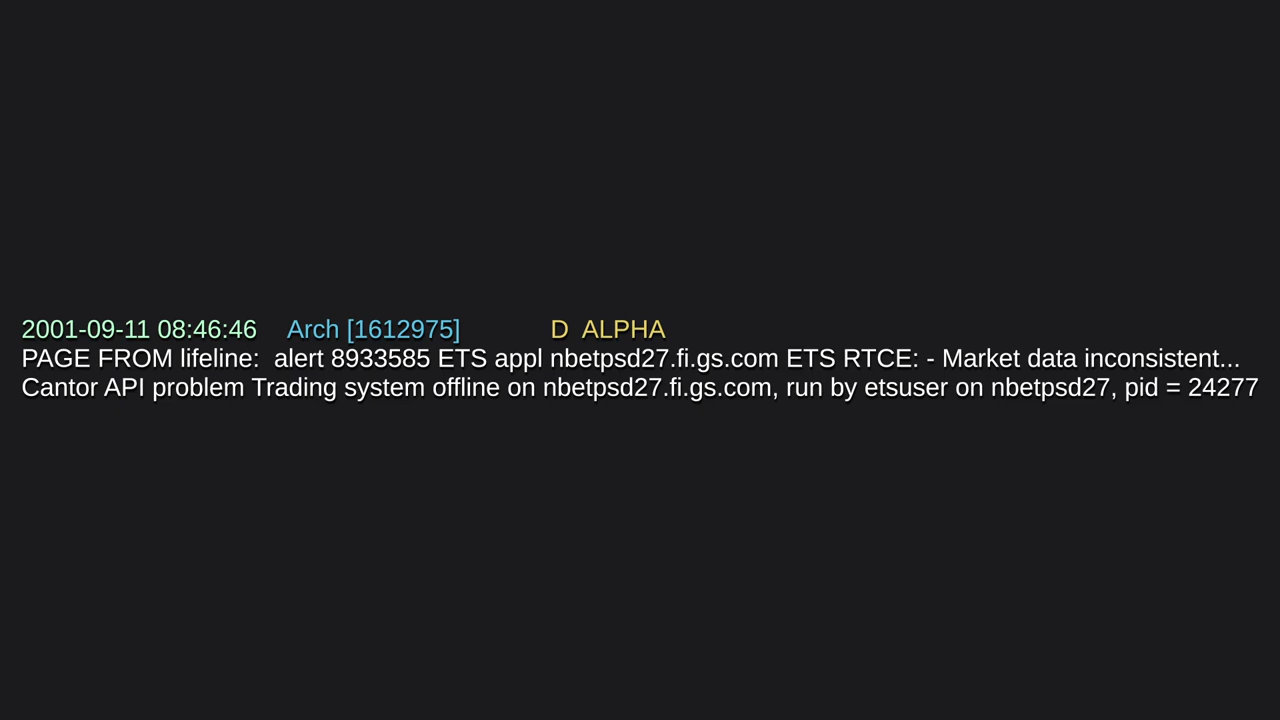 2001-09-11 08:46:46 Arch [1612975] D ALPHA
PAGE FROM lifeline: alert 8933585 ETS appl nbetpsd27.fi.gs.com ETS RTCE: - Market data inconsistent...
Cantor API problem Trading system offline on nbetpsd27.fi.gs.com, run by etsuser on nbetpsd27, pid = 24277